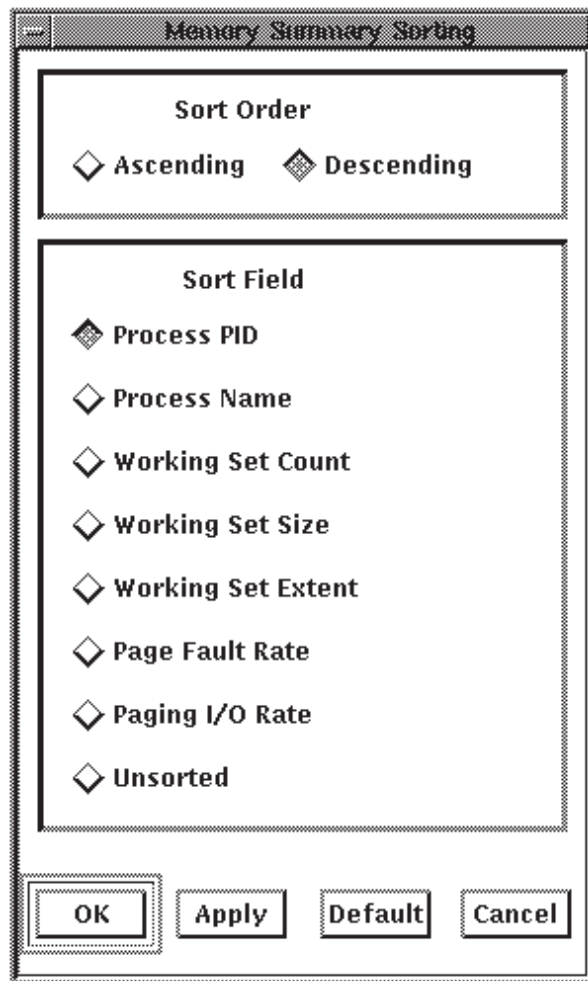 Memory Summary Sorting
Sort Order
Ascending Descending
Sort Field
Process PID
Process Name
Working Set Count
Working Set Size
Working Set Extent
Page Fault Rate
Paging I/O Rate
Unsorted
OK Apply Default Cancel